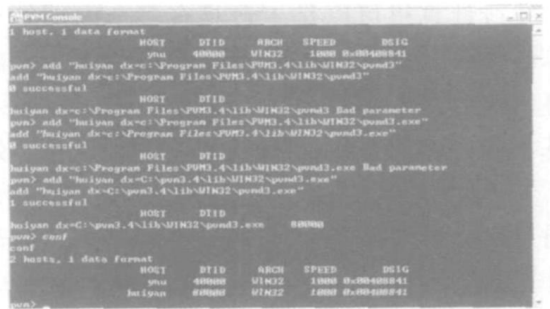 PVM Console
1 host, 1 data format
HOST DTID ARCH SPEED DSIG
ynu 40000 WIN32 1000 0x00408841
pvm> add "huiyan dx=c:\Program Files\PVM3.4\lib\WIN32\pvmd3"
add "huiyan dx=c:\Program Files\PVM3.4\lib\WIN32\pvmd3"
0 successful
HOST DTID
huiyan dx=c:\Program Files\PVM3.4\lib\WIN32\pvmd3 Bad parameter
pvm> add "huiyan dx=c:\Program Files\PVM3.4\lib\WIN32\pvmd3.exe"
add "huiyan dx=c:\Program Files\PVM3.4\lib\WIN32\pvmd3.exe"
0 successful
HOST DTID
huiyan dx=c:\Program Files\PVM3.4\lib\WIN32\pvmd3.exe Bad parameter
pvm> add "huiyan dx=C:\pvm3.4\lib\WIN32\pvmd3.exe"
add "huiyan dx=C:\pvm3.4\lib\WIN32\pvmd3.exe"
1 successful
HOST DTID
huiyan dx=C:\pvm3.4\lib\WIN32\pvmd3.exe 80000
pvm> conf
conf
2 hosts, 1 data format
HOST DTID ARCH SPEED DSIG
ynu 40000 WIN32 1000 0x00408841
huiyan 80000 WIN32 1000 0x00408841
pvm>